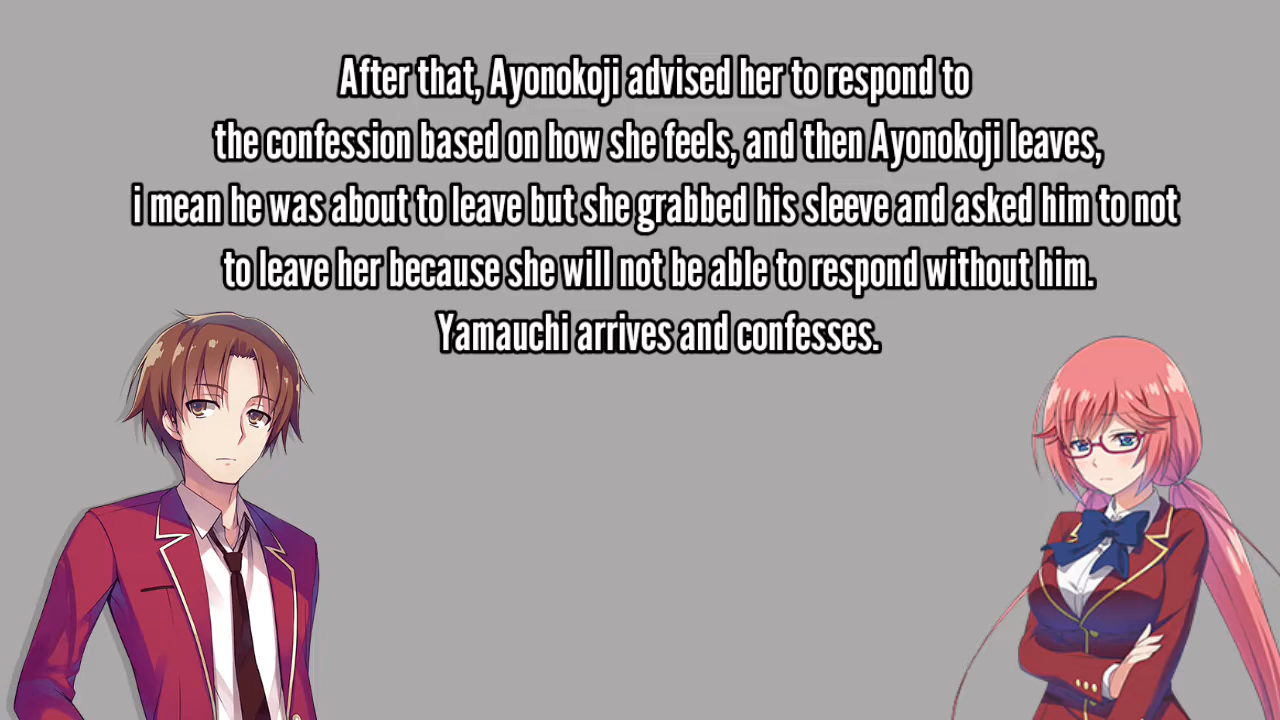 After that, Ayonokoji advised her to respond to
the confession based on how she feels, and then Ayonokoji leaves,
i mean he was about to leave but she grabbed his sleeve and asked him to not
to leave her because she will not be able to respond without him.
Yamauchi arrives and confesses.